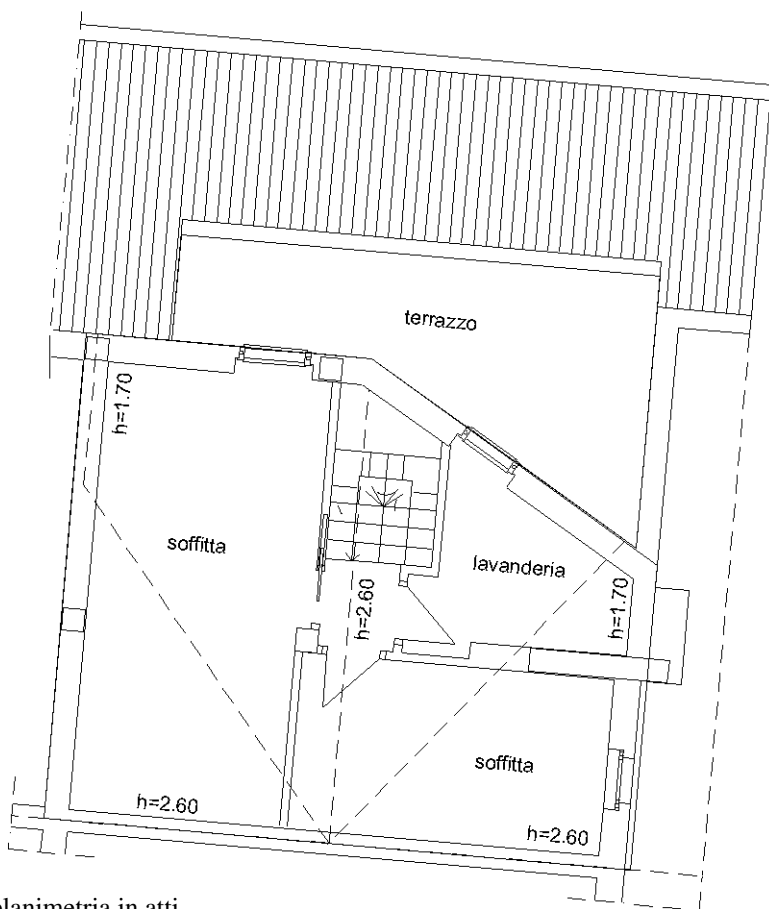 terrazzo
h=1.70
soffitta
lavanderia
h=2.60
h=1.70
soffitta
h=2.60
h=2.60
planimetria in atti